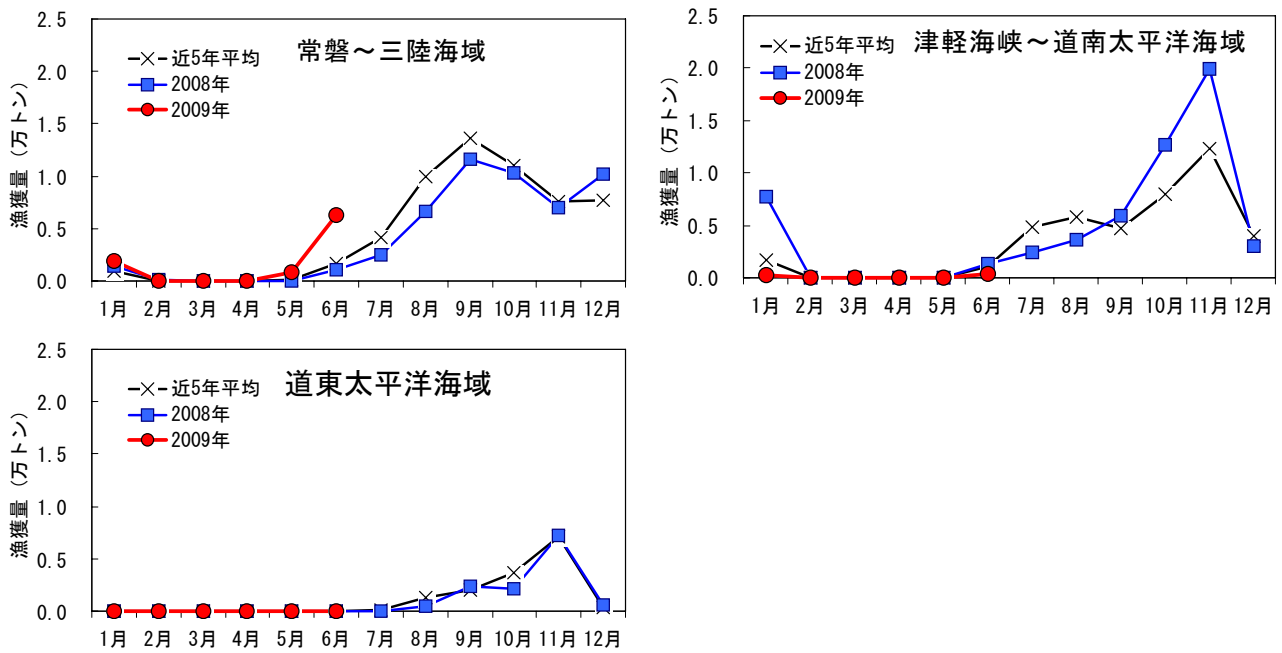 常磐～三陸海域
近5年平均
2008年
2009年
漁獲量（万トン）
2.5
2.0
1.5
1.0
0.5
0.0
1月 2月 3月 4月 5月 6月 7月 8月 9月 10月 11月 12月
津軽海峡～道南太平洋海域
近5年平均
2008年
2009年
漁獲量（万トン）
2.5
2.0
1.5
1.0
0.5
0.0
1月 2月 3月 4月 5月 6月 7月 8月 9月 10月 11月 12月
道東太平洋海域
近5年平均
2008年
2009年
漁獲量（万トン）
2.5
2.0
1.5
1.0
0.5
0.0
1月 2月 3月 4月 5月 6月 7月 8月 9月 10月 11月 12月